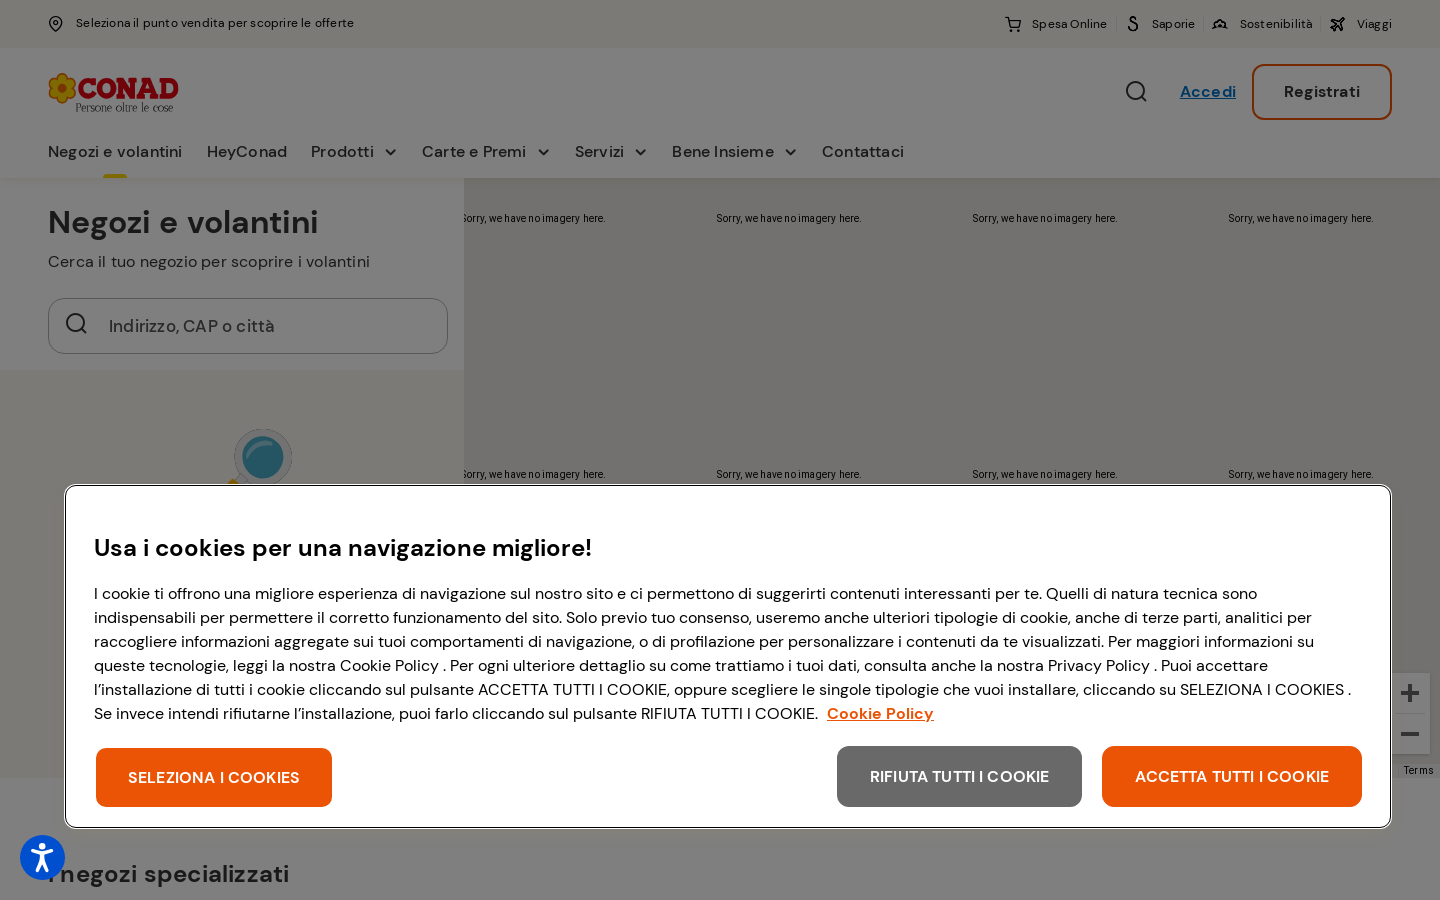 Seleziona il punto vendita per scoprire le offerte
Spesa Online
Saporie
Sostenibilità
Viaggi
CONAD
Persone oltre le cose
Accedi
Registrati
Negozi e volantini
HeyConad
Prodotti
Carte e Premi
Servizi
Bene Insieme
Contattaci
Negozi e volantini
Cerca il tuo negozio per scoprire i volantini
Indirizzo, CAP o città
Sorry, we have no imagery here.
Sorry, we have no imagery here.
Sorry, we have no imagery here.
Sorry, we have no imagery here.
Sorry, we have no imagery here.
Sorry, we have no imagery here.
Sorry, we have no imagery here.
Sorry, we have no imagery here.
Usa i cookies per una navigazione migliore!
I cookie ti offrono una migliore esperienza di navigazione sul nostro sito e ci permettono di suggerirti contenuti interessanti per te. Quelli di natura tecnica sono
indispensabili per permettere il corretto funzionamento del sito. Solo previo tuo consenso, useremo anche ulteriori tipologie di cookie, anche di terze parti, analitici per
raccogliere informazioni aggregate sui tuoi comportamenti di navigazione, o di profilazione per personalizzare i contenuti da te visualizzati. Per maggiori informazioni su
queste tecnologie, leggi la nostra Cookie Policy . Per ogni ulteriore dettaglio su come trattiamo i tuoi dati, consulta anche la nostra Privacy Policy . Puoi accettare
l’installazione di tutti i cookie cliccando sul pulsante ACCETTA TUTTI I COOKIE, oppure scegliere le singole tipologie che vuoi installare, cliccando su SELEZIONA I COOKIES .
Se invece intendi rifiutarne l’installazione, puoi farlo cliccando sul pulsante RIFIUTA TUTTI I COOKIE. Cookie Policy
SELEZIONA I COOKIES
RIFIUTA TUTTI I COOKIE
ACCETTA TUTTI I COOKIE
Terms
I negozi specializzati